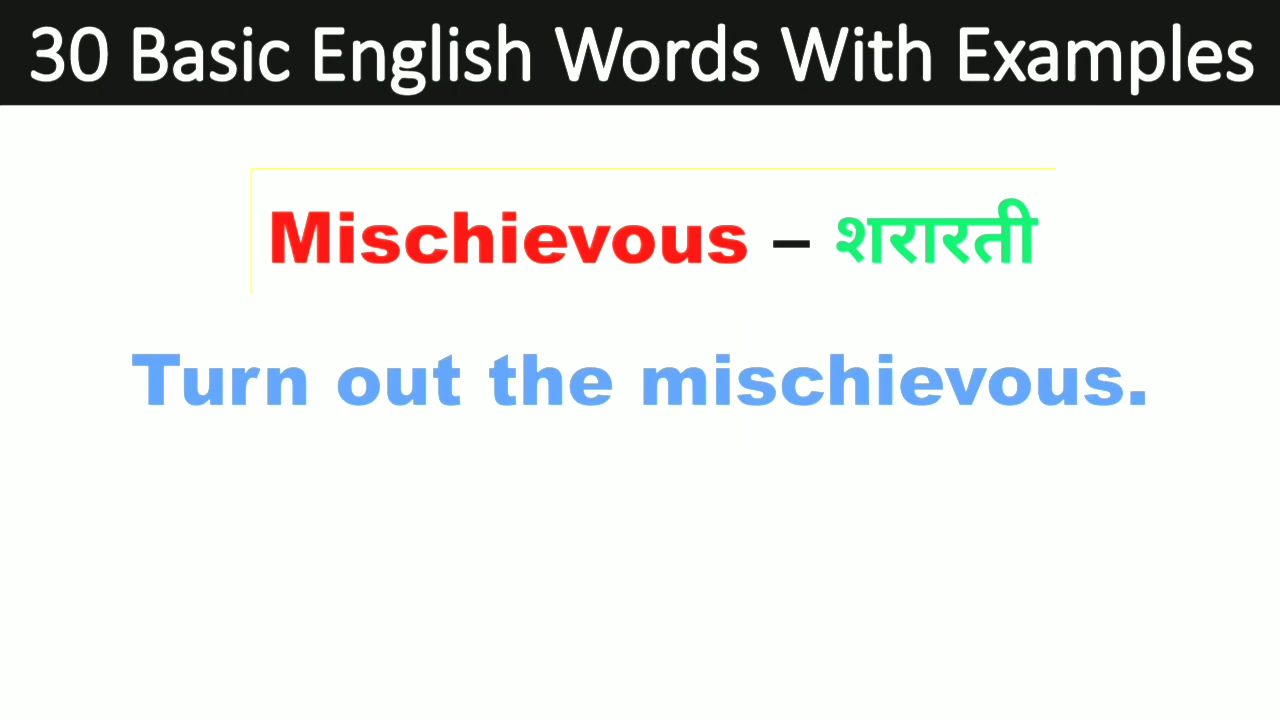 30 Basic English Words With Examples
Mischievous – शरारती
Turn out the mischievous.